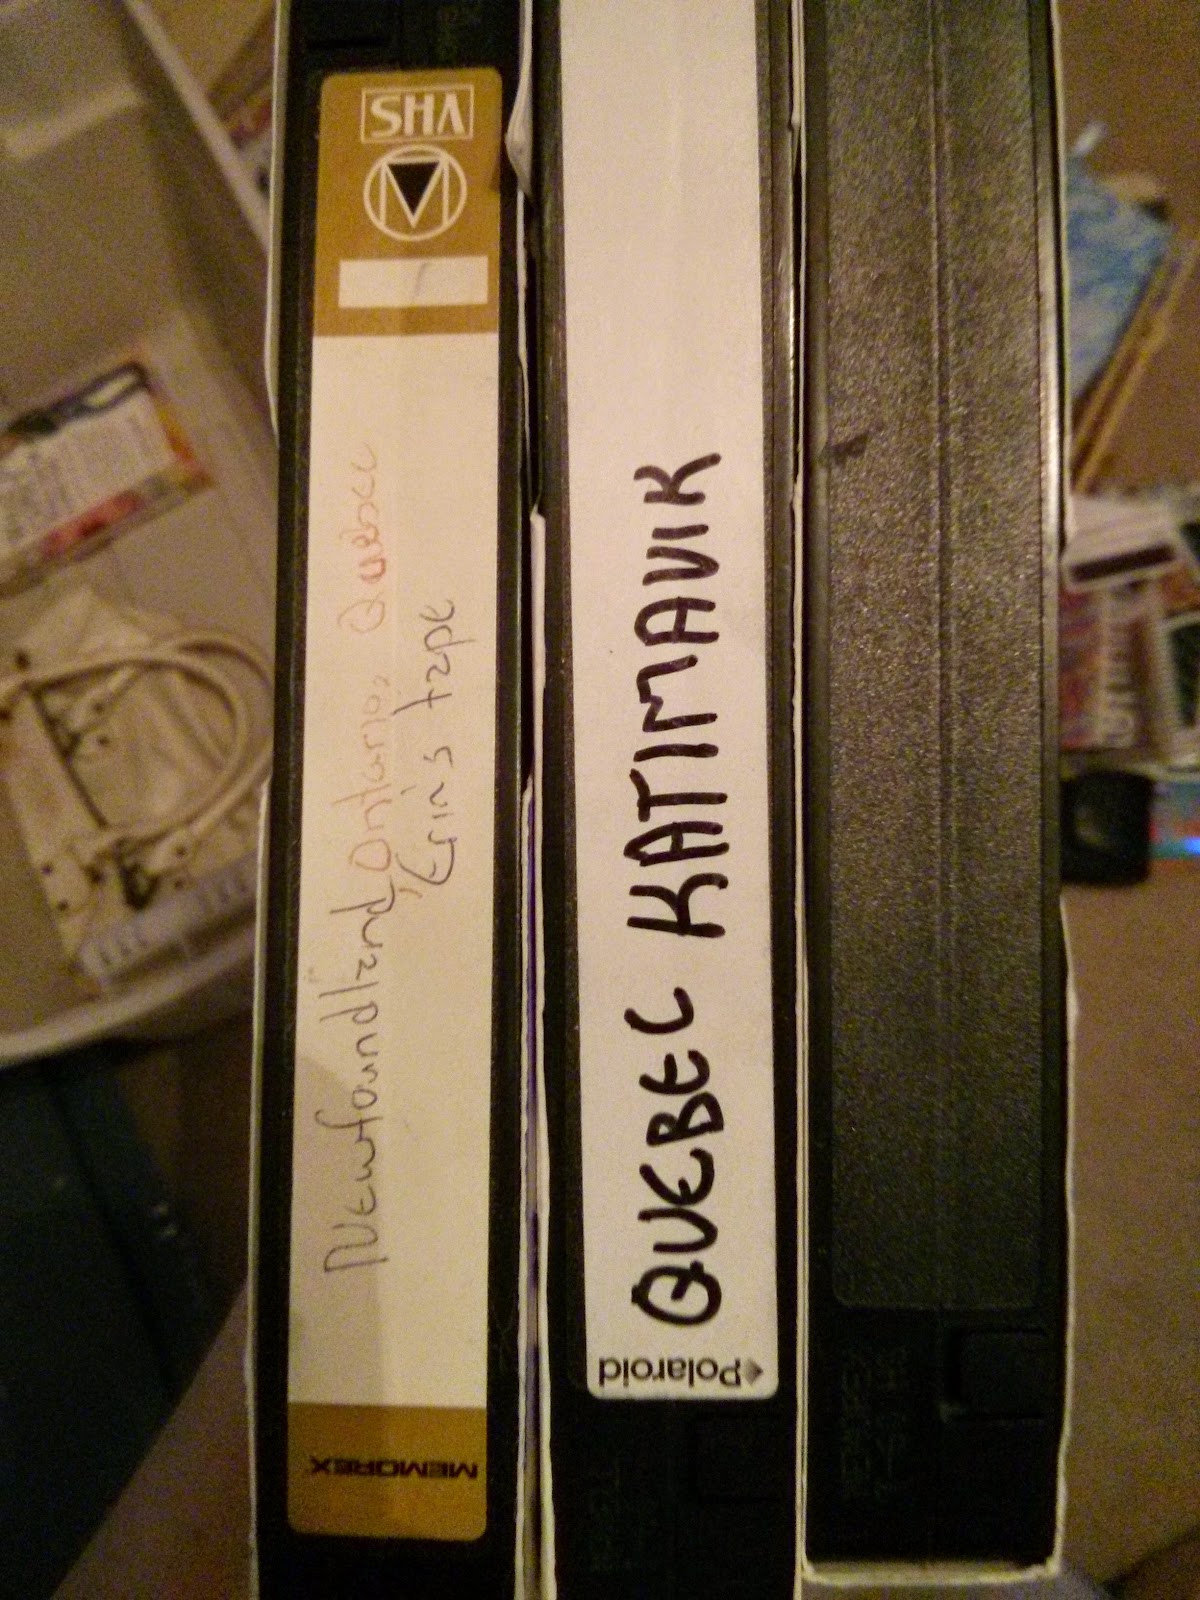 VHS
Newfoundland, Ontario, Quebec
Erin's tape
MEMOREX
QUEBEC KATIMAVIK
Polaroid